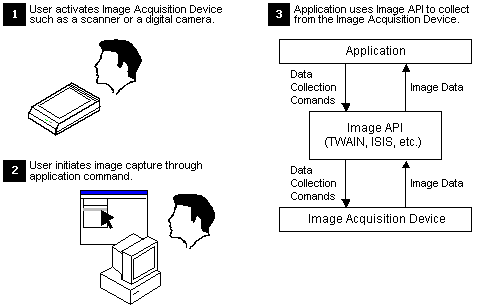 1 User activates Image Acquisition Device
such as a scanner or a digital camera.
2 User initiates image capture through
application command.
3 Application uses Image API to collect
from the Image Acquisition Device.
Application
Data
Collection
Comands
Image Data
Image API
(TWAIN, ISIS, etc.)
Data
Collection
Comands
Image Data
Image Acquisition Device